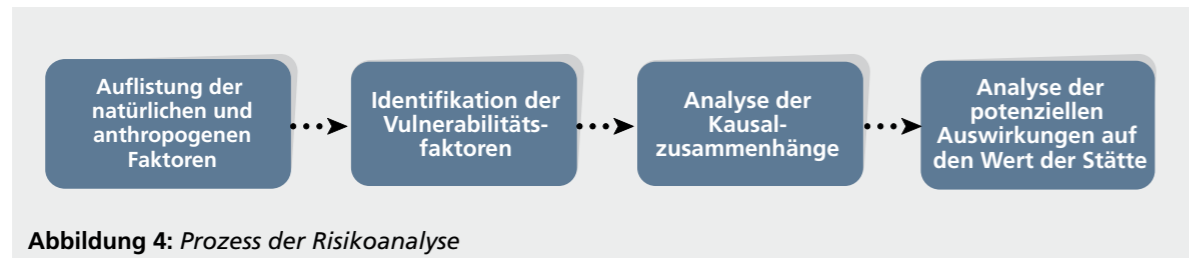 Auflistung der
natürlichen und
anthropogenen
Faktoren
Identifikation der
Vulnerabilitäts-
faktoren
Analyse der
Kausal-
zusammenhänge
Analyse der
potenziellen
Auswirkungen auf
den Wert der Stätte
Abbildung 4: Prozess der Risikoanalyse